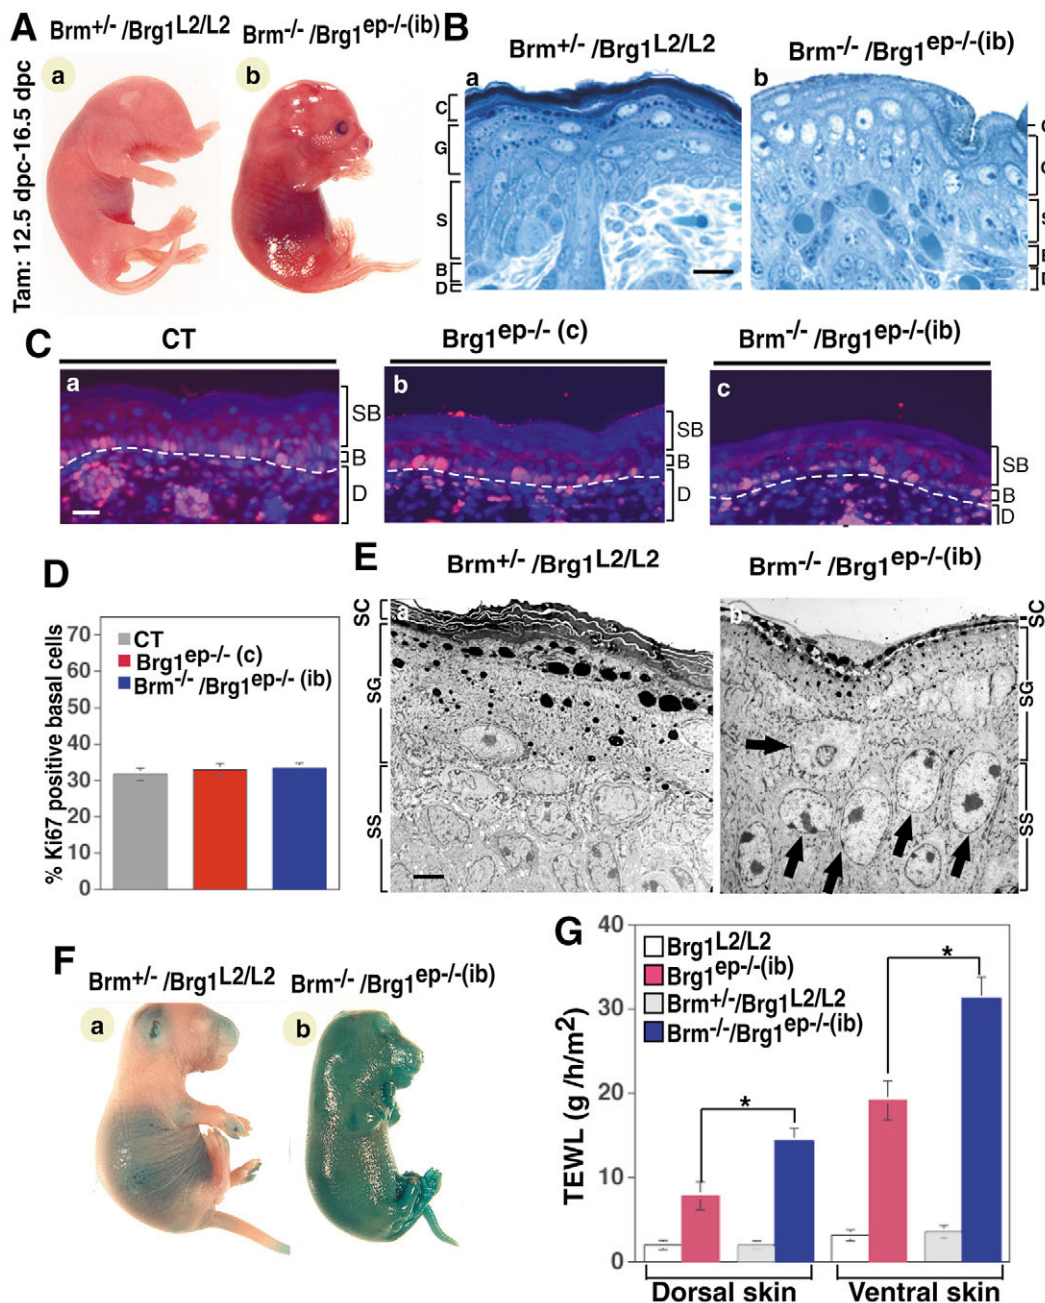 A
Brm+/- /Brg1L2/L2
Brm-/- /Brg1ep-/-(ib)
Tam: 12.5 dpc-16.5 dpc
a
b
B
Brm+/- /Brg1L2/L2
Brm-/- /Brg1ep-/-(ib)
a
b
C
G
S
B
D
C
CT
Brg1ep-/- (c)
Brm-/- /Brg1ep-/-(ib)
a
b
c
SB
B
D
SB
B
D
SB
B
D
D
% Ki67 positive basal cells
70
60
50
40
30
20
10
0
CT
Brg1ep-/- (c)
Brm-/- /Brg1ep-/- (ib)
E
Brm+/- /Brg1L2/L2
Brm-/- /Brg1ep-/-(ib)
a
b
SC
SG
SS
SC
SG
SS
F
Brm+/- /Brg1L2/L2
Brm-/- /Brg1ep-/-(ib)
a
b
G
TEWL (g /h/m2)
40
30
20
10
0
Brg1L2/L2
Brg1ep-/-(ib)
Brm+/-/Brg1L2/L2
Brm-/-/Brg1ep-/-(ib)
*
*
Dorsal skin
Ventral skin